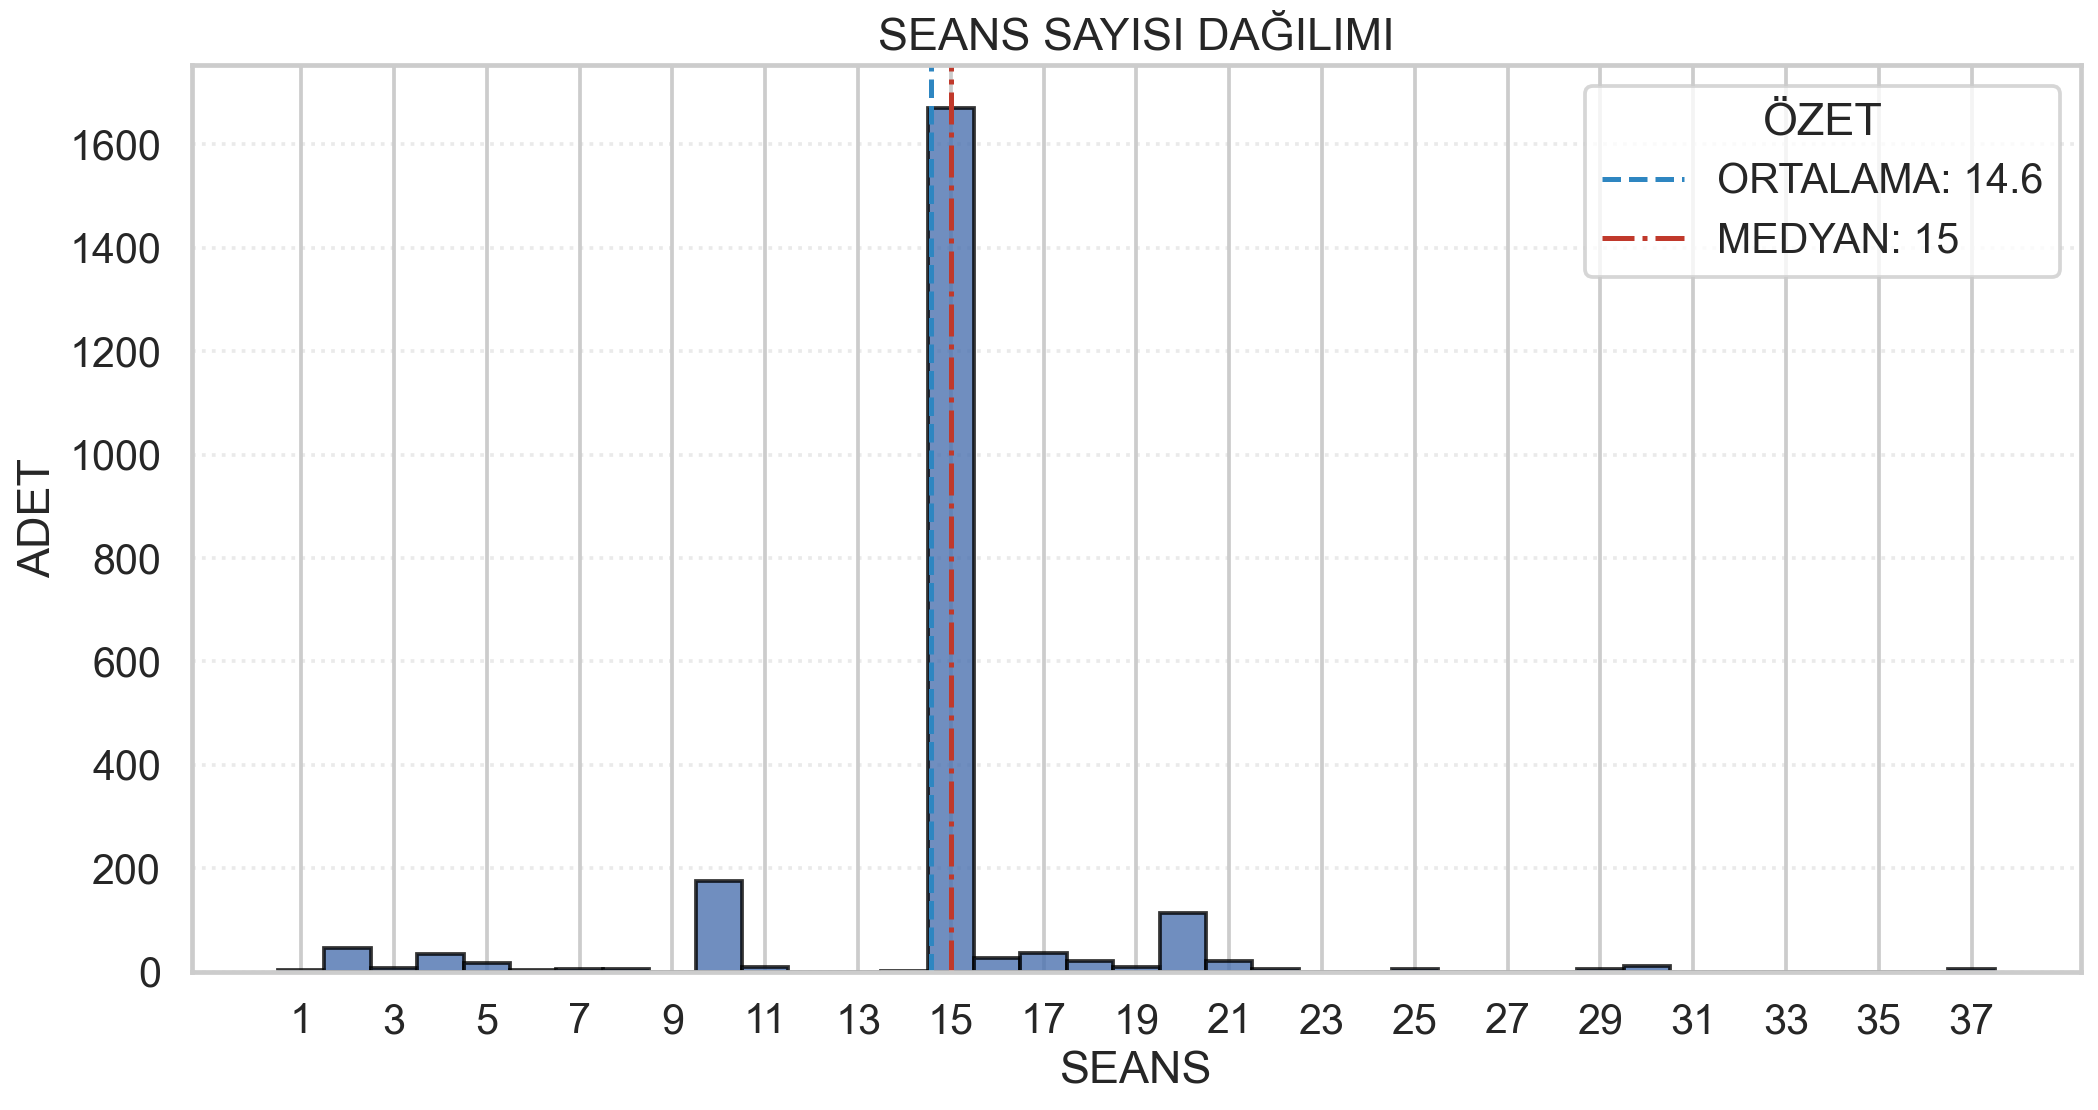 SEANS SAYISI DAĞILIMI
ÖZET
ORTALAMA: 14.6
MEDYAN: 15
ADET
1600
1400
1200
1000
800
600
400
200
0
1 3 5 7 9 11 13 15 17 19 21 23 25 27 29 31 33 35 37
SEANS